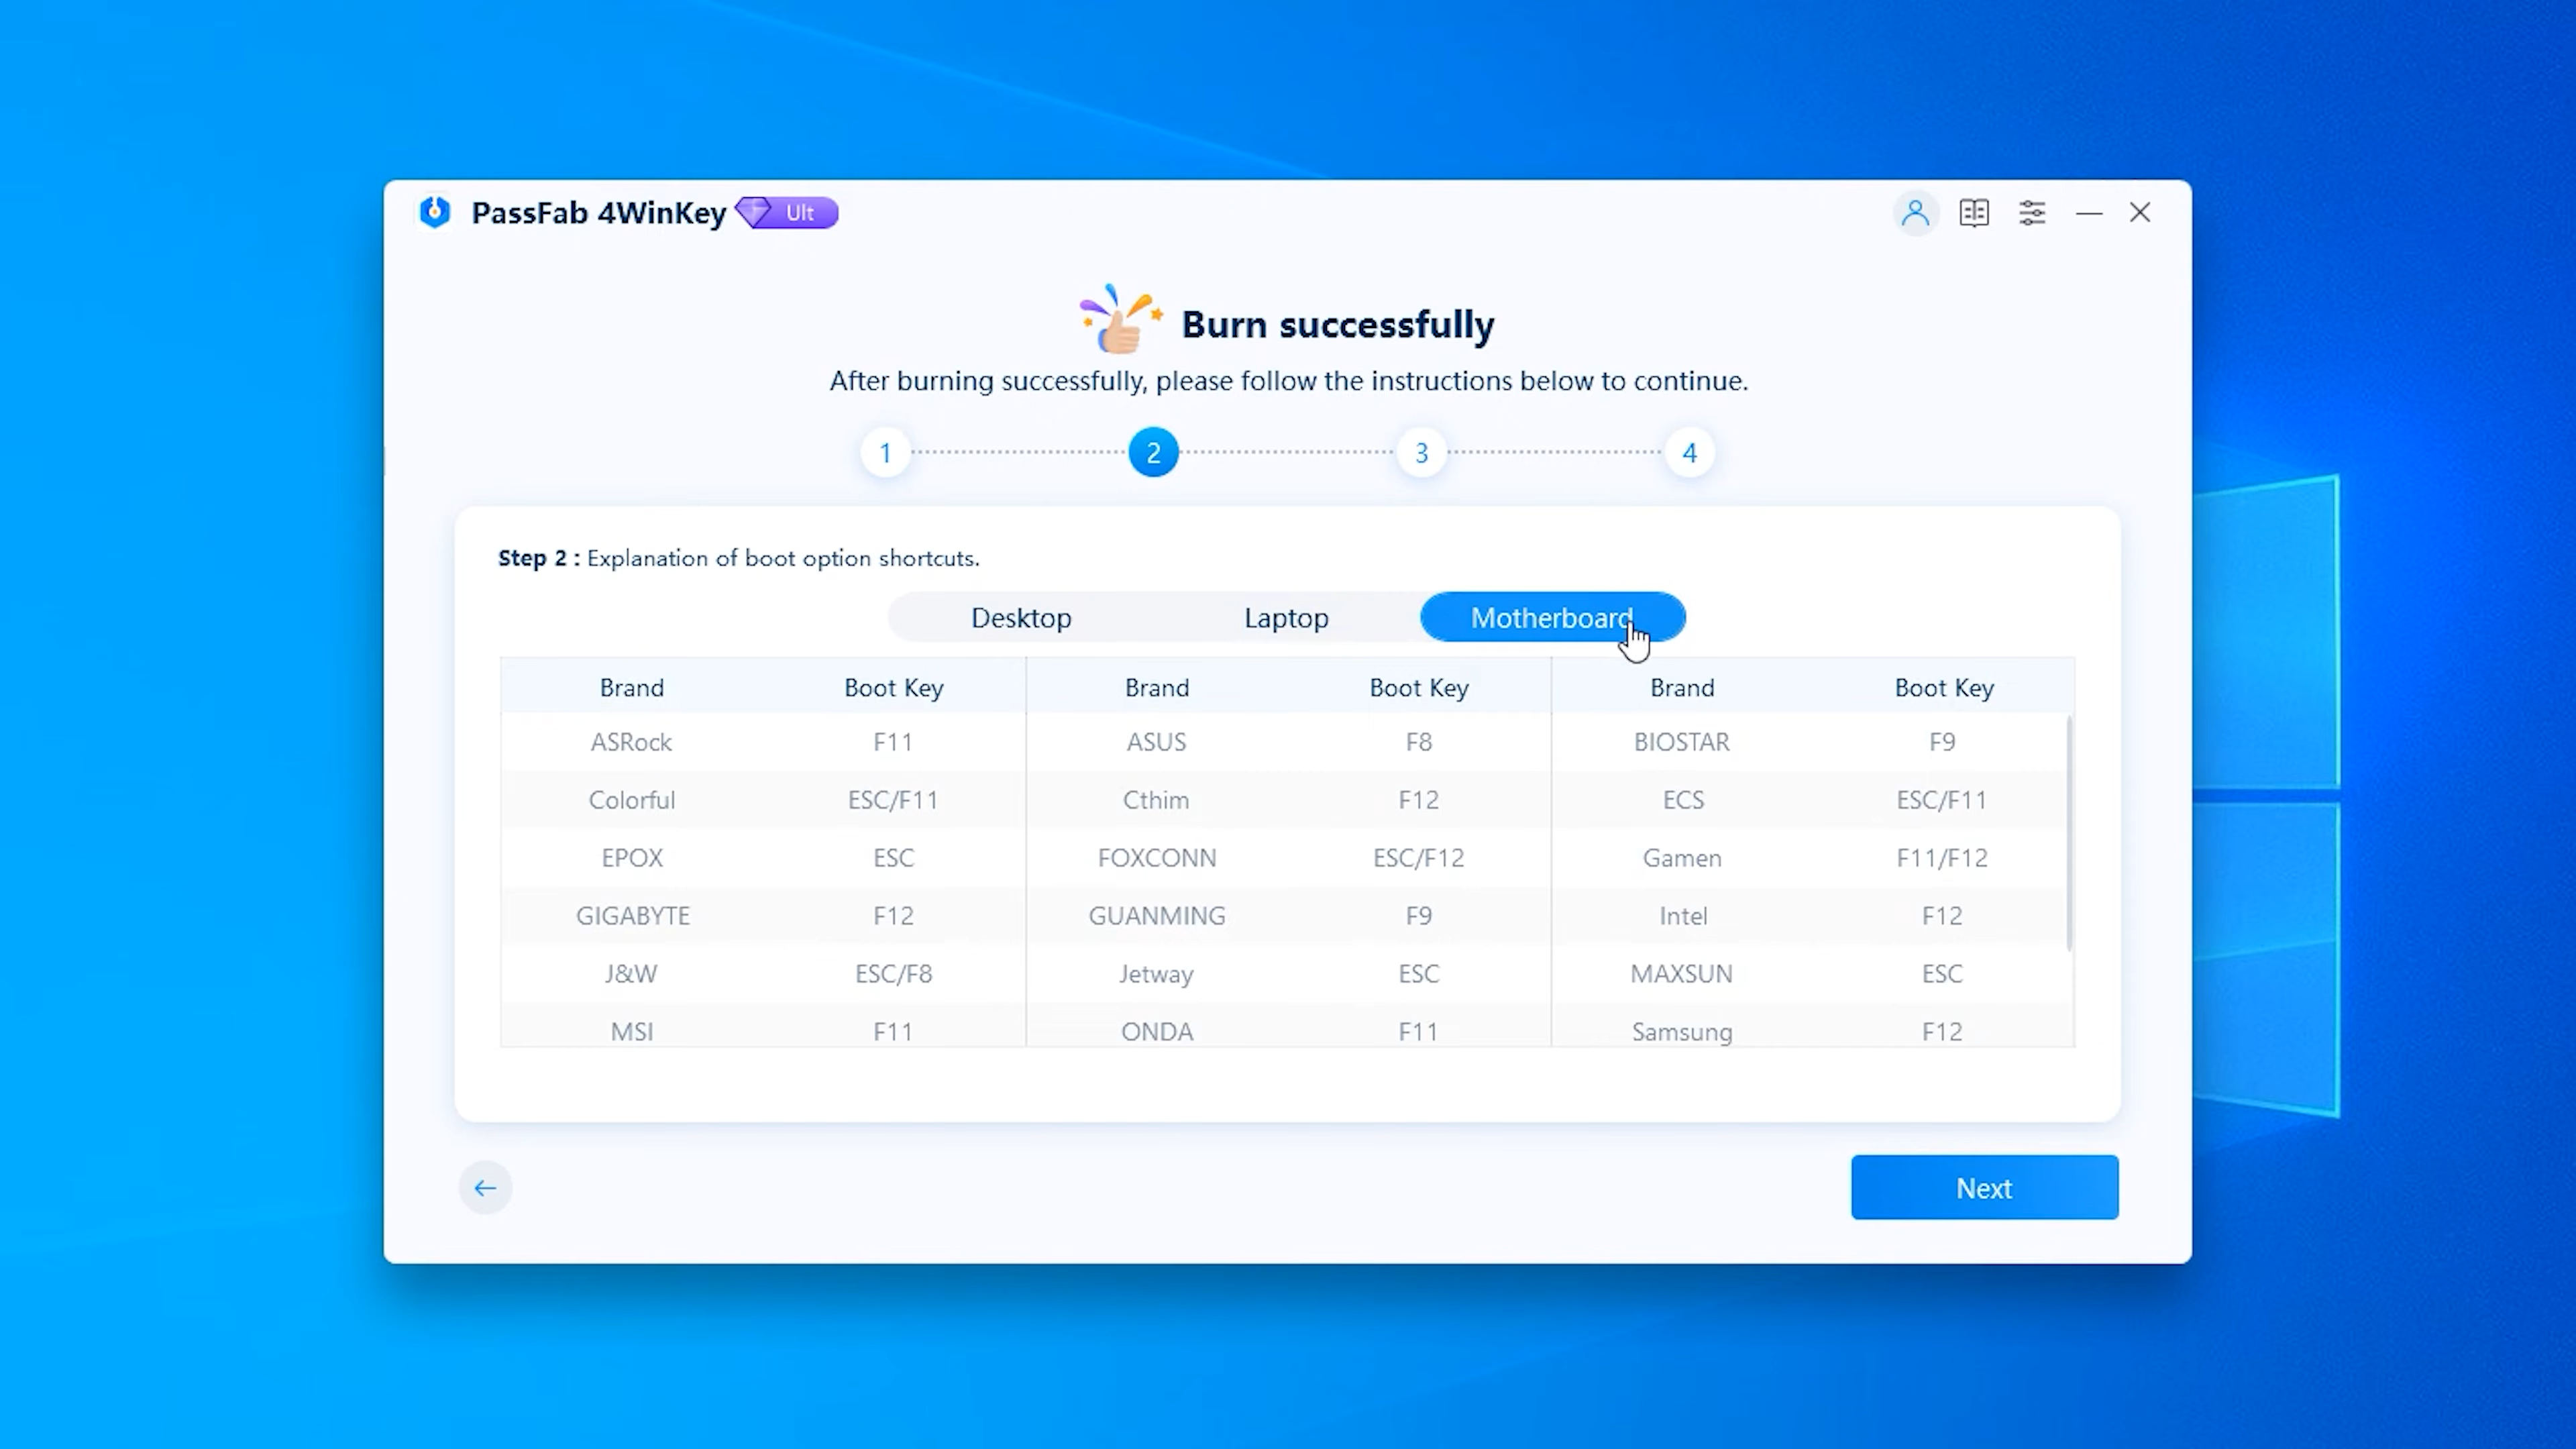 PassFab 4WinKey Ult
Burn successfully
After burning successfully, please follow the instructions below to continue.
1 2 3 4
Step 2 : Explanation of boot option shortcuts.
Desktop Laptop Motherboard
Brand Boot Key Brand Boot Key Brand Boot Key
ASRock F11 ASUS F8 BIOSTAR F9
Colorful ESC/F11 Cthim F12 ECS ESC/F11
EPOX ESC FOXCONN ESC/F12 Gamen F11/F12
GIGABYTE F12 GUANMING F9 Intel F12
J&W ESC/F8 Jetway ESC MAXSUN ESC
MSI F11 ONDA F11 Samsung F12
Next